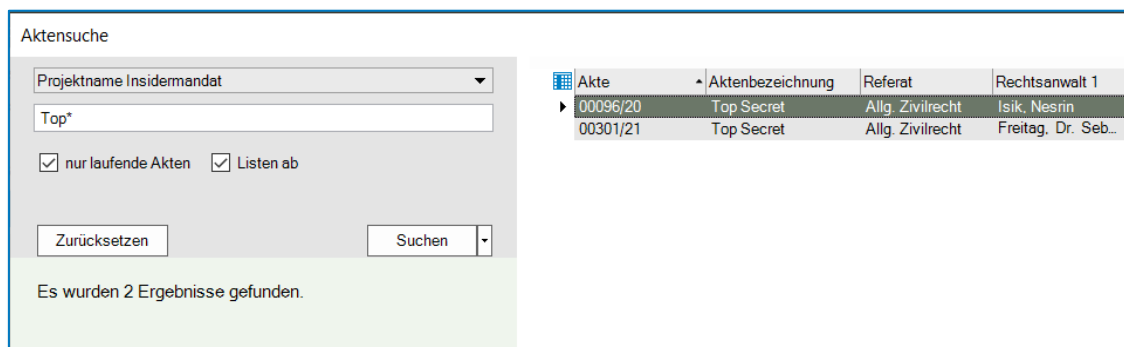 Aktensuche
Projektname Insidermandat
Top*
nur laufende Akten Listen ab
Zurücksetzen Suchen
Es wurden 2 Ergebnisse gefunden.
Akte Aktenbezeichnung Referat Rechtsanwalt 1
00096/20 Top Secret Allg. Zivilrecht Isik, Nesrin
00301/21 Top Secret Allg. Zivilrecht Freitag, Dr. Seb...